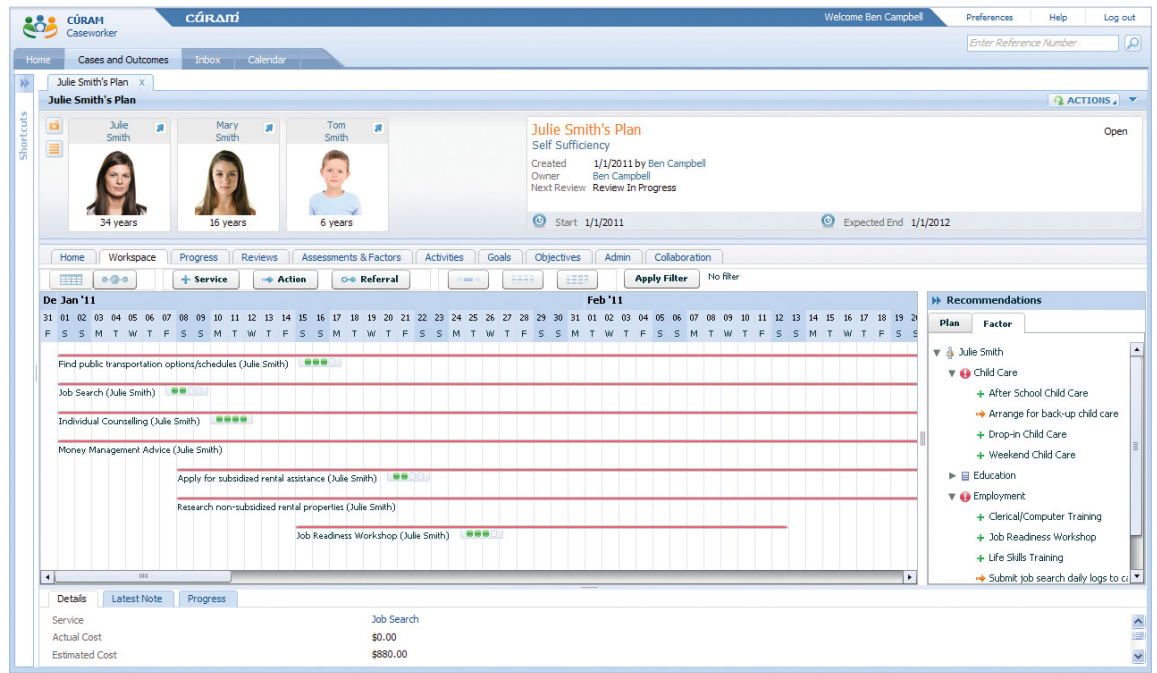 CÚRAM
Caseworker
CÚRAM
Welcome Ben Campbell
Preferences Help Log out
Enter Reference Number
Home Cases and Outcomes Inbox Calendar
Shortcuts
Julie Smith's Plan X
Julie Smith's Plan
ACTIONS
Julie Smith
34 years
Mary Smith
16 years
Tom Smith
6 years
Julie Smith's Plan
Open
Self Sufficiency
Created 1/1/2011 by Ben Campbell
Owner Ben Campbell
Next Review Review In Progress
Start 1/1/2011 Expected End 1/1/2012
Home Workspace Progress Reviews Assessments & Factors Activities Goals Objectives Admin Collaboration
Service Action Referral Apply Filter No filter
De Jan '11 Feb '11
31 01 02 03 04 05 06 07 08 09 10 11 12 13 14 15 16 17 18 19 20 21 22 23 24 25 26 27 28 29 30 31 01 02 03 04 05 06 07 08 09 10 11 12 13 14 15 16 17 18 19 20
F S S M T W T F S S M T W T F S S M T W T F S S M T W T F S S M T W T F S S M T W T F S S M T W T F S S
Find public transportation options/schedules (Julie Smith)
Job Search (Julie Smith)
Individual Counselling (Julie Smith)
Money Management Advice (Julie Smith)
Apply for subsidized rental assistance (Julie Smith)
Research non-subsidized rental properties (Julie Smith)
Job Readiness Workshop (Julie Smith)
Recommendations
Plan Factor
Julie Smith
Child Care
After School Child Care
Arrange for back-up child care
Drop-in Child Care
Weekend Child Care
Education
Employment
Clerical/Computer Training
Job Readiness Workshop
Life Skills Training
Submit job search daily logs to ca
Details Latest Note Progress
Service Job Search
Actual Cost $0.00
Estimated Cost $880.00